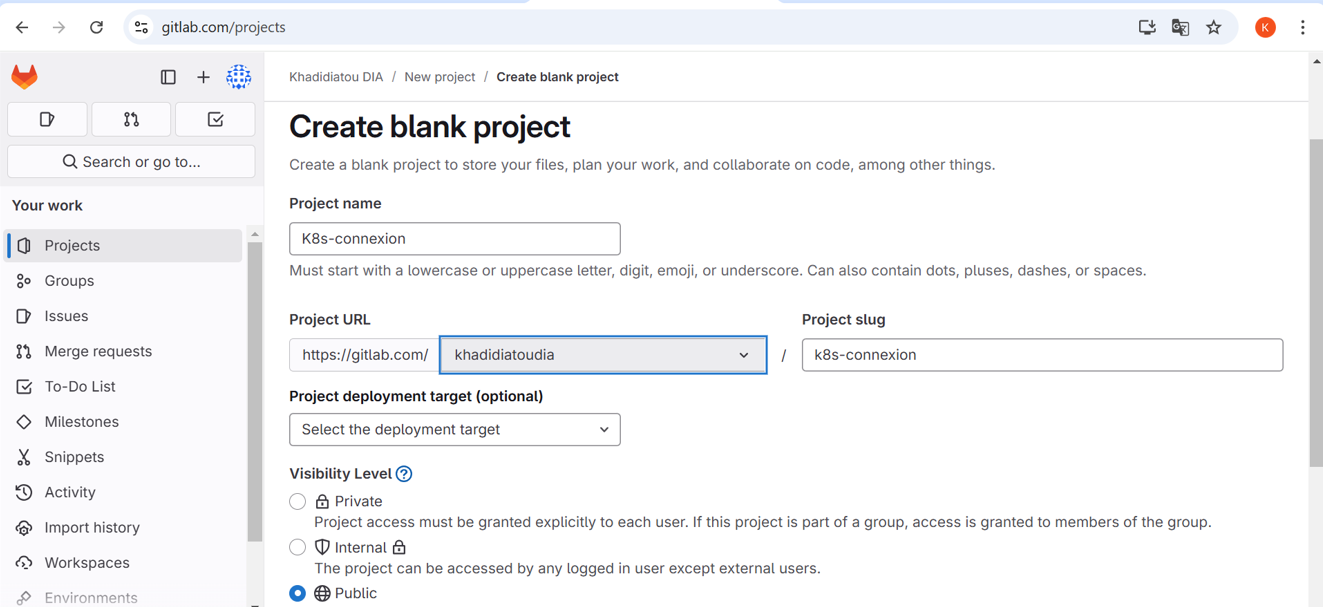 gitlab.com/projects
K
Khadidiatou DIA / New project / Create blank project
Search or go to...
Your work
Projects
Groups
Issues
Merge requests
To-Do List
Milestones
Snippets
Activity
Import history
Workspaces
Environments
Create blank project
Create a blank project to store your files, plan your work, and collaborate on code, among other things.
Project name
K8s-connexion
Must start with a lowercase or uppercase letter, digit, emoji, or underscore. Can also contain dots, pluses, dashes, or spaces.
Project URL
Project slug
https://gitlab.com/ khadidiatoudia / k8s-connexion
Project deployment target (optional)
Select the deployment target
Visibility Level ?
Private
Project access must be granted explicitly to each user. If this project is part of a group, access is granted to members of the group.
Internal
The project can be accessed by any logged in user except external users.
Public